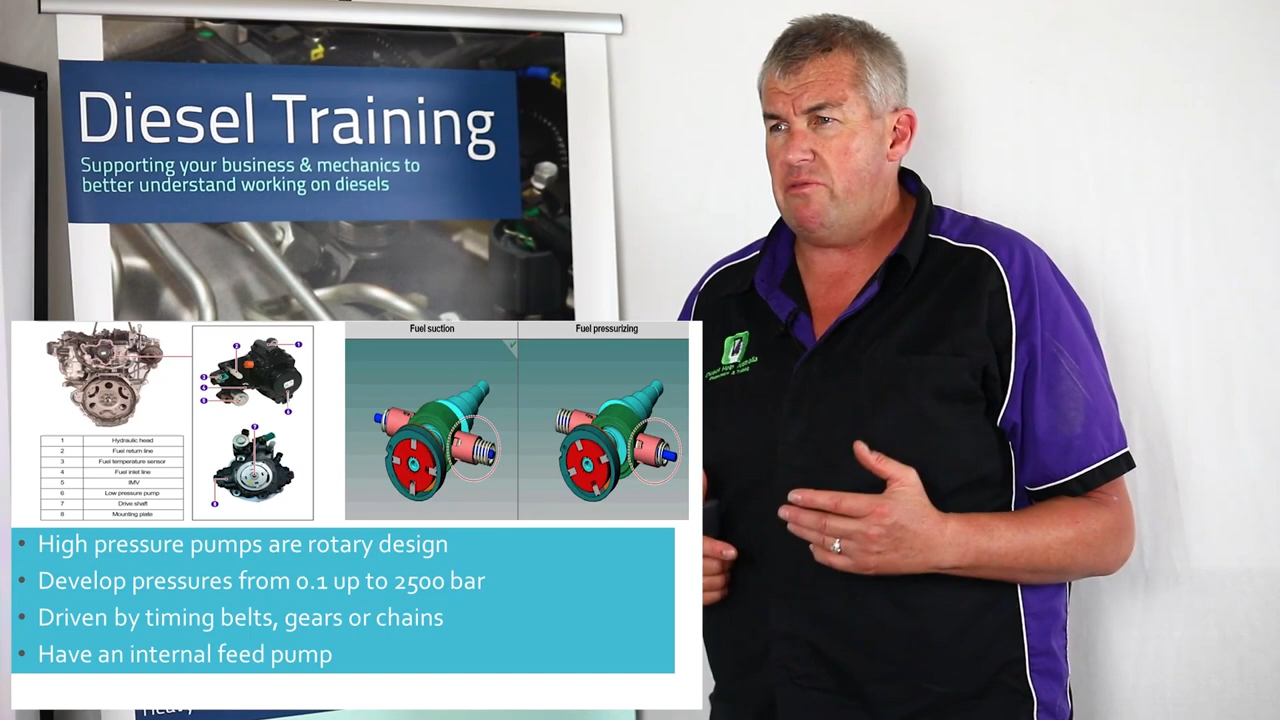 Diesel Training
Supporting your business & mechanics to
better understand working on diesels
Fuel suction
Fuel pressurizing
1 Hydraulic head
2 Fuel return line
3 Fuel temperature sensor
4 Fuel inlet line
5 IMV
6 Low pressure pump
7 Drive shaft
8 Mounting plate
• High pressure pumps are rotary design
• Develop pressures from 0.1 up to 2500 bar
• Driven by timing belts, gears or chains
• Have an internal feed pump
Heavy